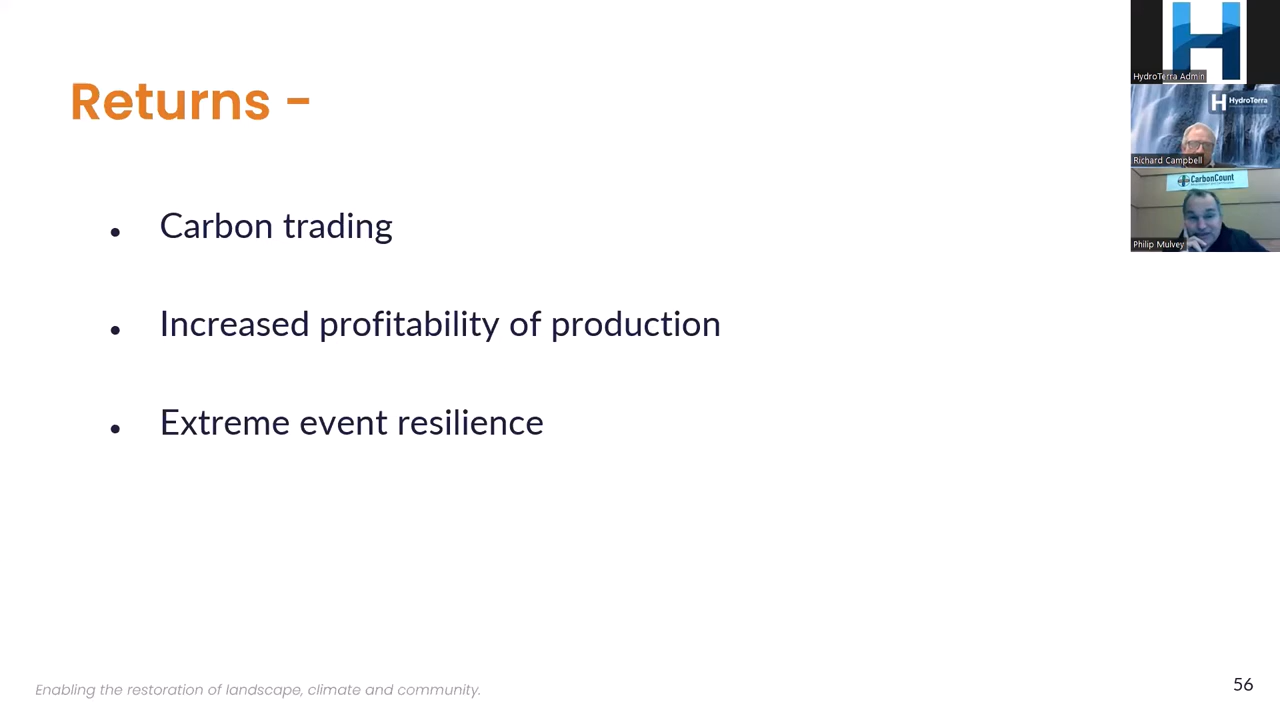 Returns -
• Carbon trading
• Increased profitability of production
• Extreme event resilience
Enabling the restoration of landscape, climate and community.
56
H
HydroTerra Admin
H HydroTerra
Richard Campbell
CarbonCount
Philip Mulvey